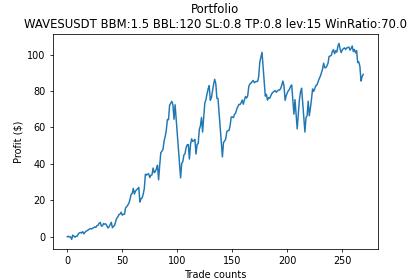 Portfolio
WAVESUSDT BBM:1.5 BBL:120 SL:0.8 TP:0.8 lev:15 WinRatio:70.0
Profit ($)
100
80
60
40
20
0
0 50 100 150 200 250
Trade counts